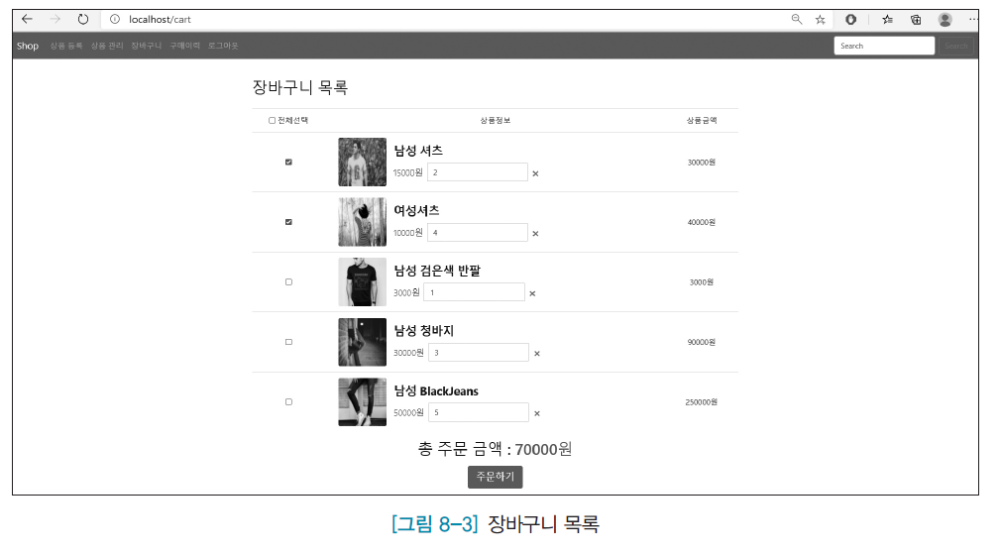 localhost/cart
Shop 상품 등록 상품 관리 장바구니 구매이력 로그아웃 Search Search
장바구니 목록
전체선택 상품정보 상품금액
남성 셔츠
15000원 2 × 30000원
여성셔츠
10000원 4 × 40000원
남성 검은색 반팔
3000원 1 × 3000원
남성 청바지
30000원 3 × 90000원
남성 BlackJeans
50000원 5 × 250000원
총 주문 금액 : 70000원
주문하기
[그림 8-3] 장바구니 목록